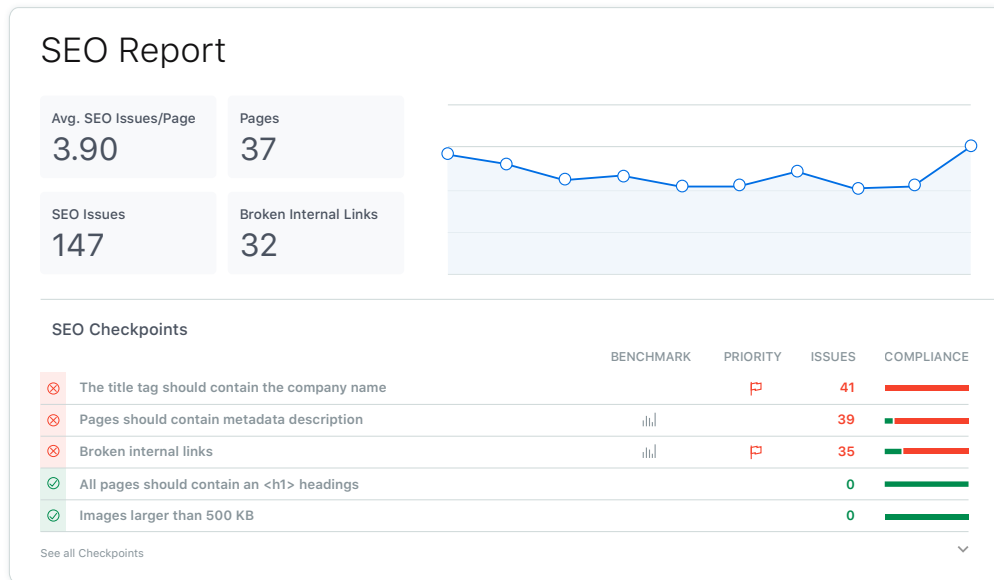 SEO Report
Avg. SEO Issues/Page
3.90
Pages
37
SEO Issues
147
Broken Internal Links
32
SEO Checkpoints
BENCHMARK PRIORITY ISSUES COMPLIANCE
The title tag should contain the company name 41
Pages should contain metadata description 39
Broken internal links 35
All pages should contain an <h1> headings 0
Images larger than 500 KB 0
See all Checkpoints